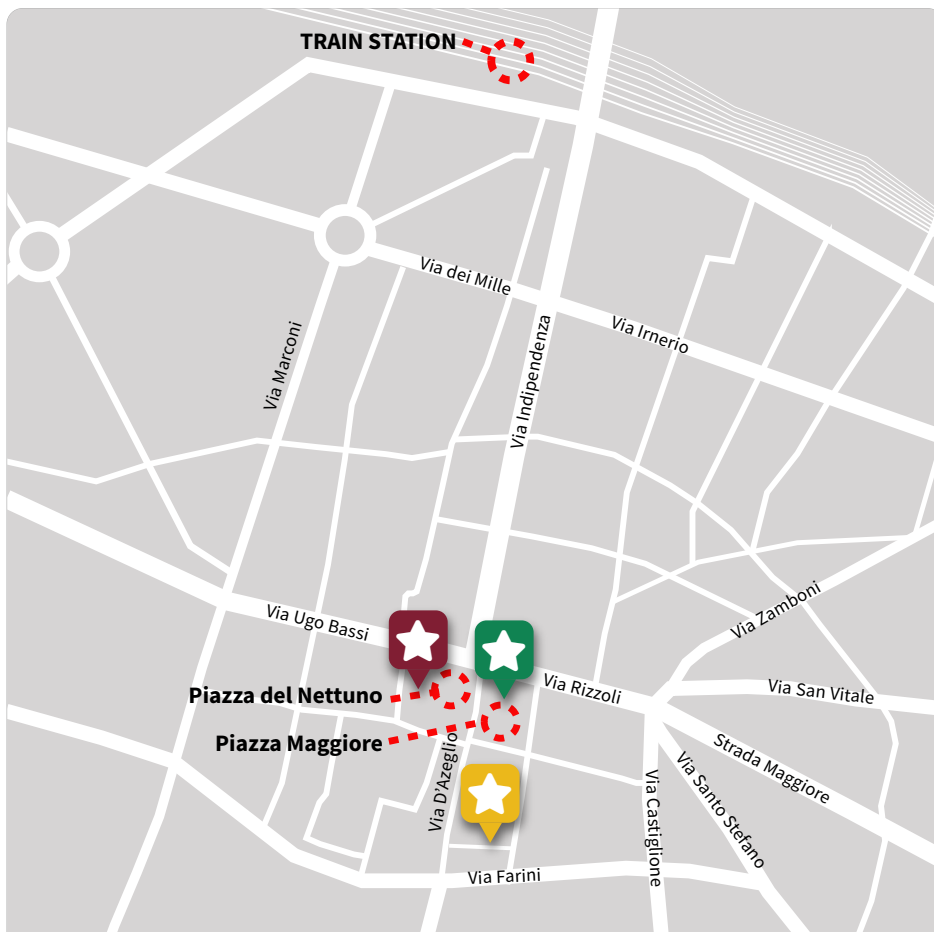 TRAIN STATION
Via dei Mille
Via Irnerio
Via Marconi
Via Indipendenza
Via Zamboni
Via Ugo Bassi
Via Rizzoli
Via San Vitale
Piazza del Nettuno
Piazza Maggiore
Via D'Azeglio
Strada Maggiore
Via Santo Stefano
Via Castiglione
Via Farini